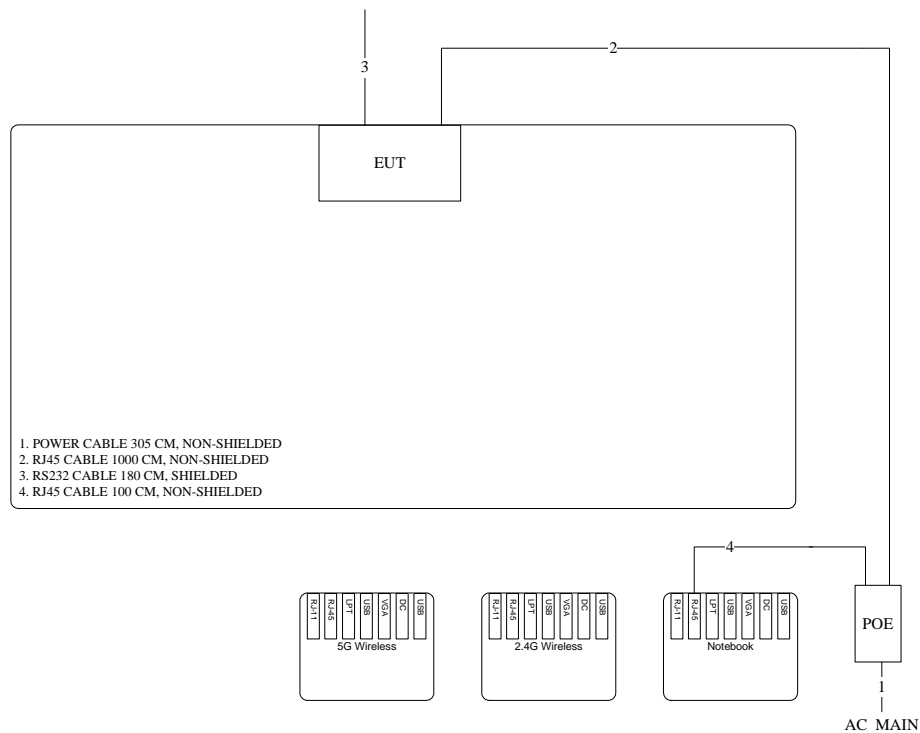 2
3
EUT
1. POWER CABLE 305 CM, NON-SHIELDED
2. RJ45 CABLE 1000 CM, NON-SHIELDED
3. RS232 CABLE 180 CM, SHIELDED
4. RJ45 CABLE 100 CM, NON-SHIELDED
4
RJ-11 RJ-45 LPT USB VGA DC USB
5G Wireless
RJ-11 RJ-45 LPT USB VGA DC USB
2.4G Wireless
RJ-11 RJ-45 LPT USB VGA DC USB
Notebook
POE
1
AC MAIN